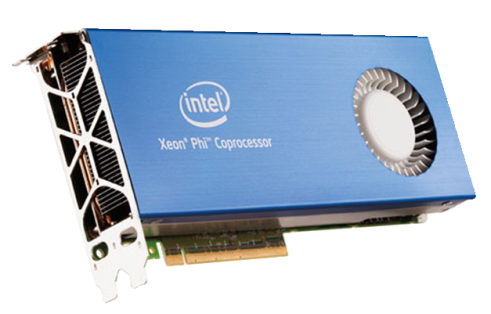 intel
Xeon® Phi™ Coprocessor